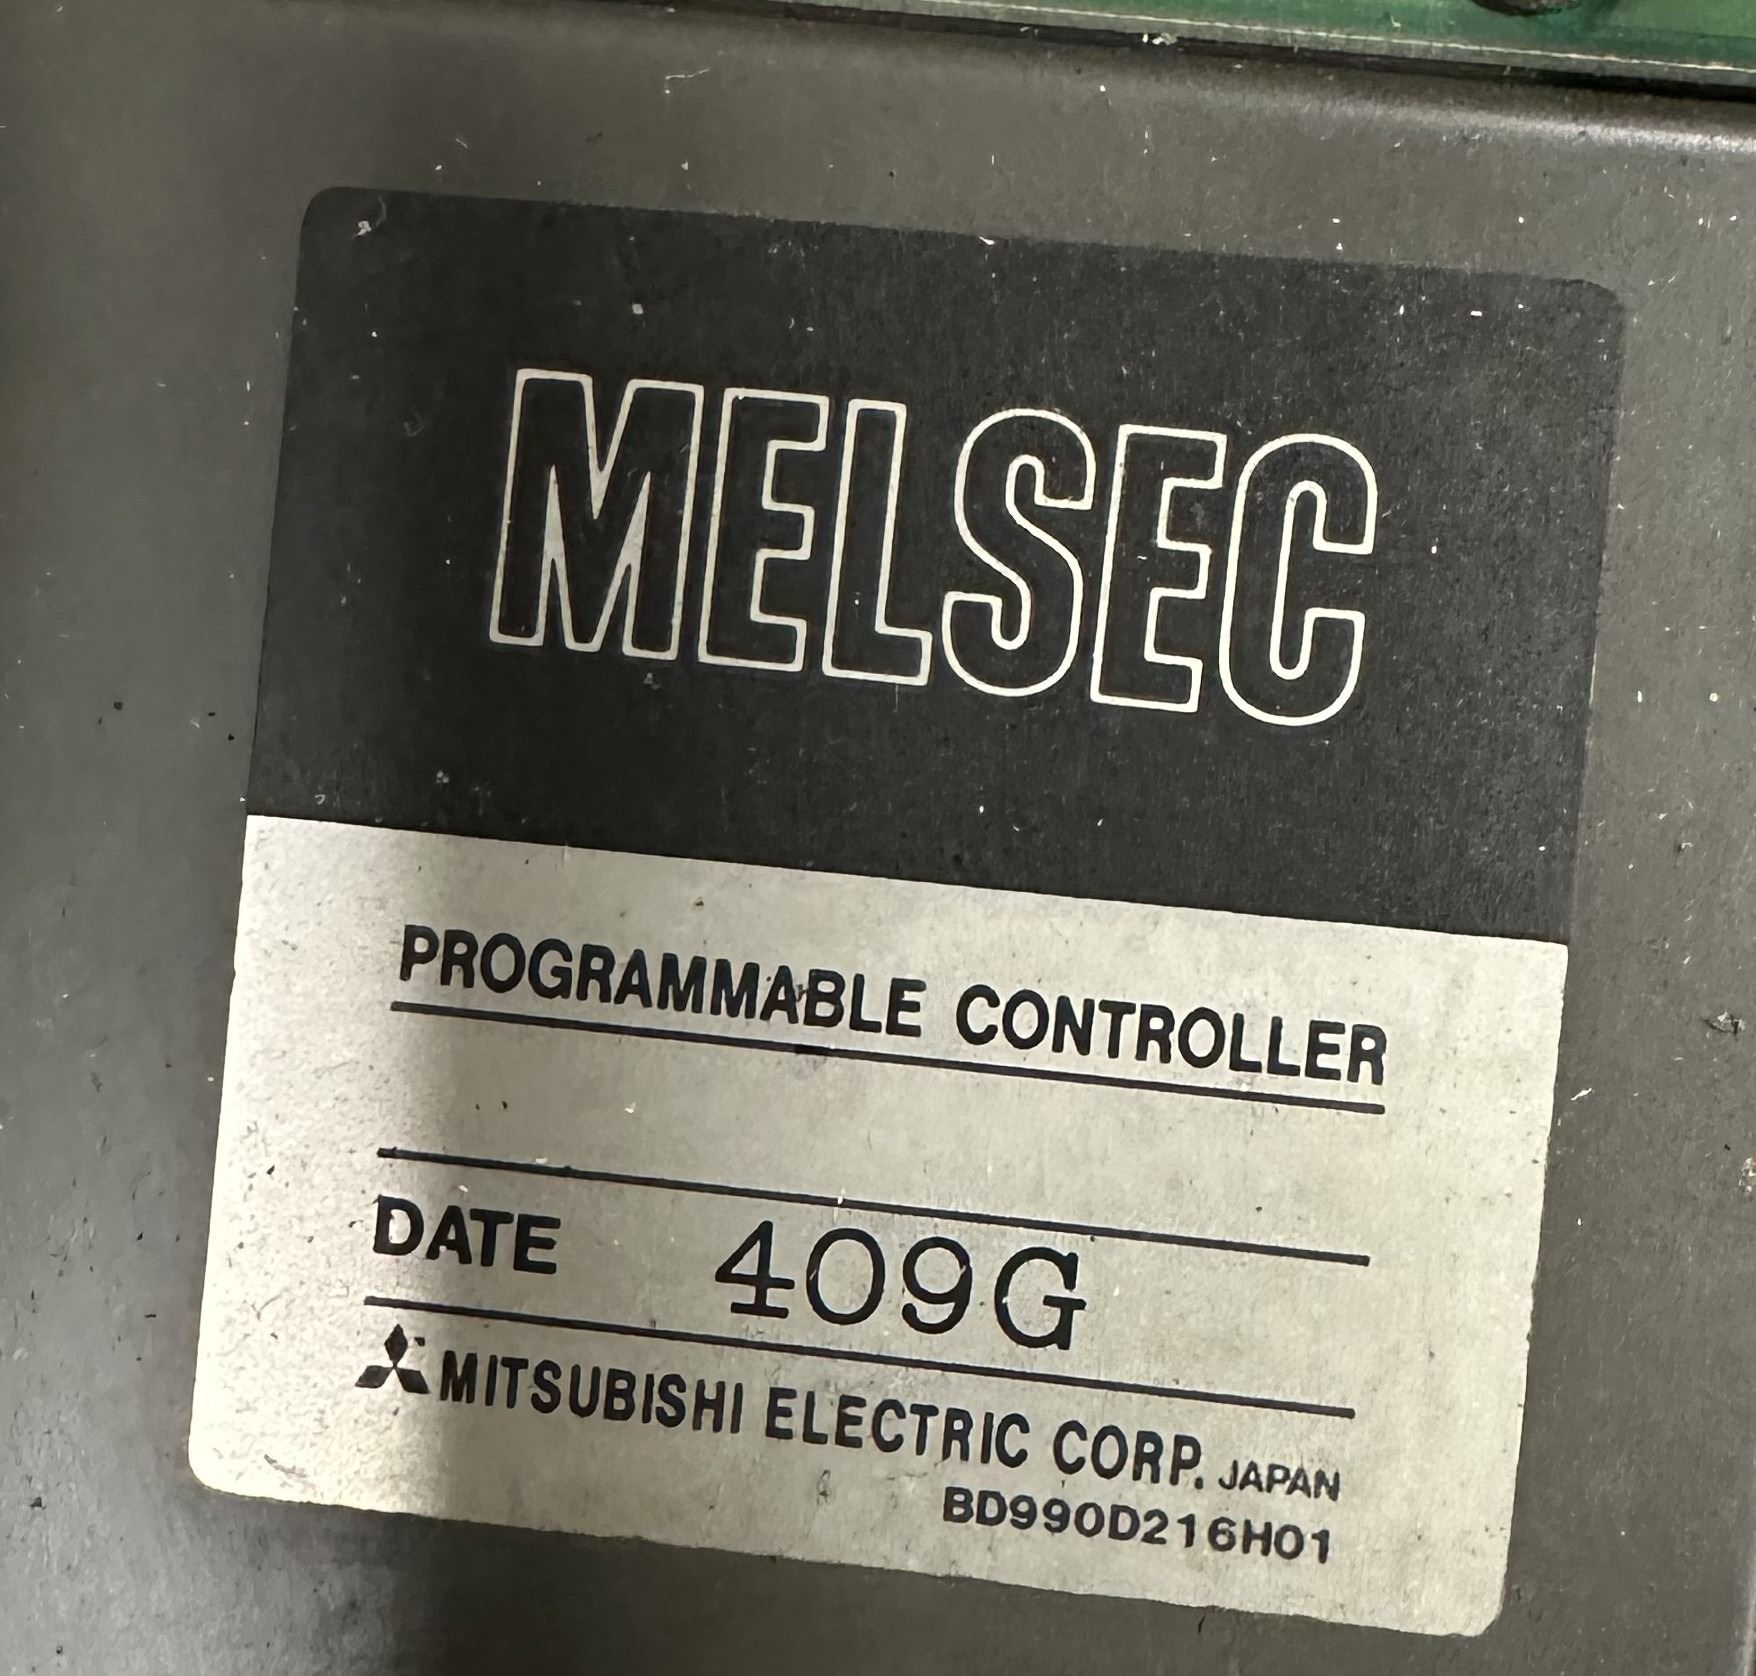 MELSEC
PROGRAMMABLE CONTROLLER
DATE 409G
MITSUBISHI ELECTRIC CORP. JAPAN
BD990D216H01